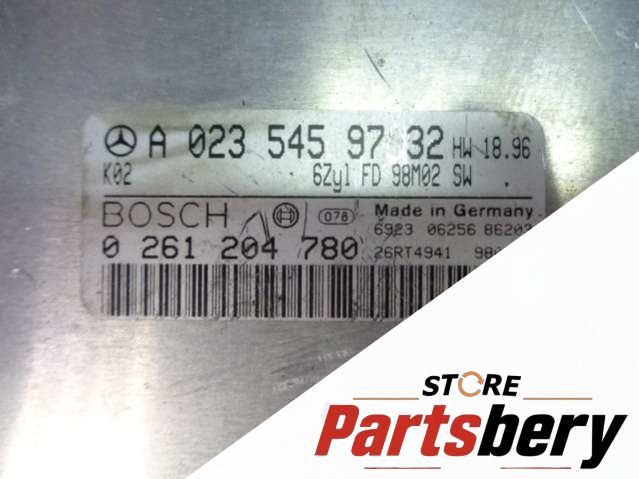 A 023 545 97 32 HW 18.96
K02 6Zyl FD 98M02 SW .
BOSCH 078 Made in Germany.
6923 06256
0 261 204 780 26RT4941
STORE
Partsbery